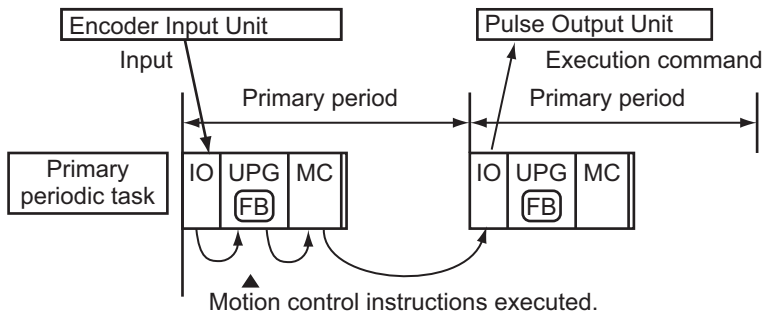 Encoder Input Unit
Pulse Output Unit
Input
Execution command
Primary period
Primary period
Primary periodic task
IO
UPG
FB
MC
IO
UPG
FB
MC
Motion control instructions executed.